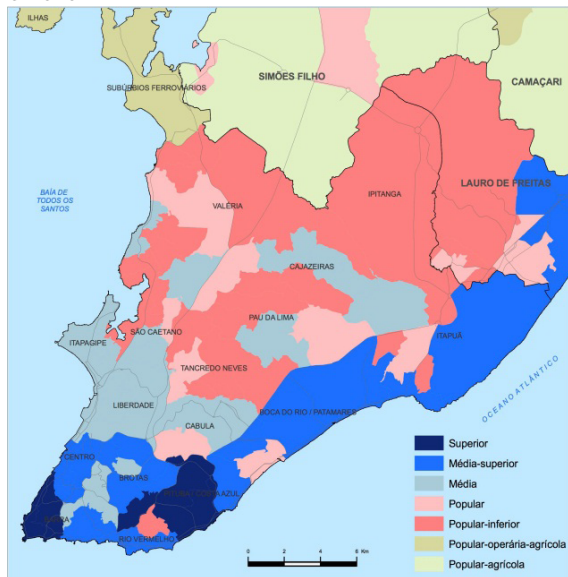 ILHAS
SUBÚRBIOS FERROVIÁRIOS
SIMÕES FILHO
CAMAÇARI
BAÍA DE
TODOS OS
SANTOS
LAURO DE FREITAS
IPITANGA
VALÉRIA
CAJAZEIRAS
PAU DA LIMA
SÃO CAETANO
ITAPAGIPE
ITAPUÃ
TANCREDO NEVES
OCEANO ATLÂNTICO
LIBERDADE
BOCA DO RIO / PATAMARES
CABULA
CENTRO
BROTAS
COSTA AZUL
RIO VERMELHO
Superior
Média-superior
Média
Popular
Popular-inferior
Popular-operária-agrícola
Popular-agrícola
0 2 4 6 Km